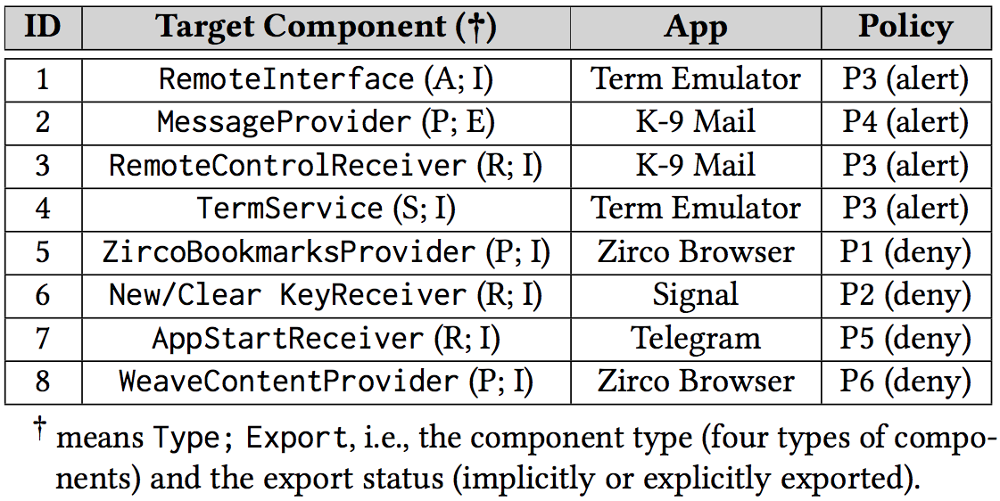 ID Target Component (†) App Policy
1 RemoteInterface (A; I) Term Emulator P3 (alert)
2 MessageProvider (P; E) K-9 Mail P4 (alert)
3 RemoteControlReceiver (R; I) K-9 Mail P3 (alert)
4 TermService (S; I) Term Emulator P3 (alert)
5 ZircoBookmarksProvider (P; I) Zirco Browser P1 (deny)
6 New/Clear KeyReceiver (R; I) Signal P2 (deny)
7 AppStartReceiver (R; I) Telegram P5 (deny)
8 WeaveContentProvider (P; I) Zirco Browser P6 (deny)
† means Type; Export, i.e., the component type (four types of compo-
nents) and the export status (implicitly or explicitly exported).